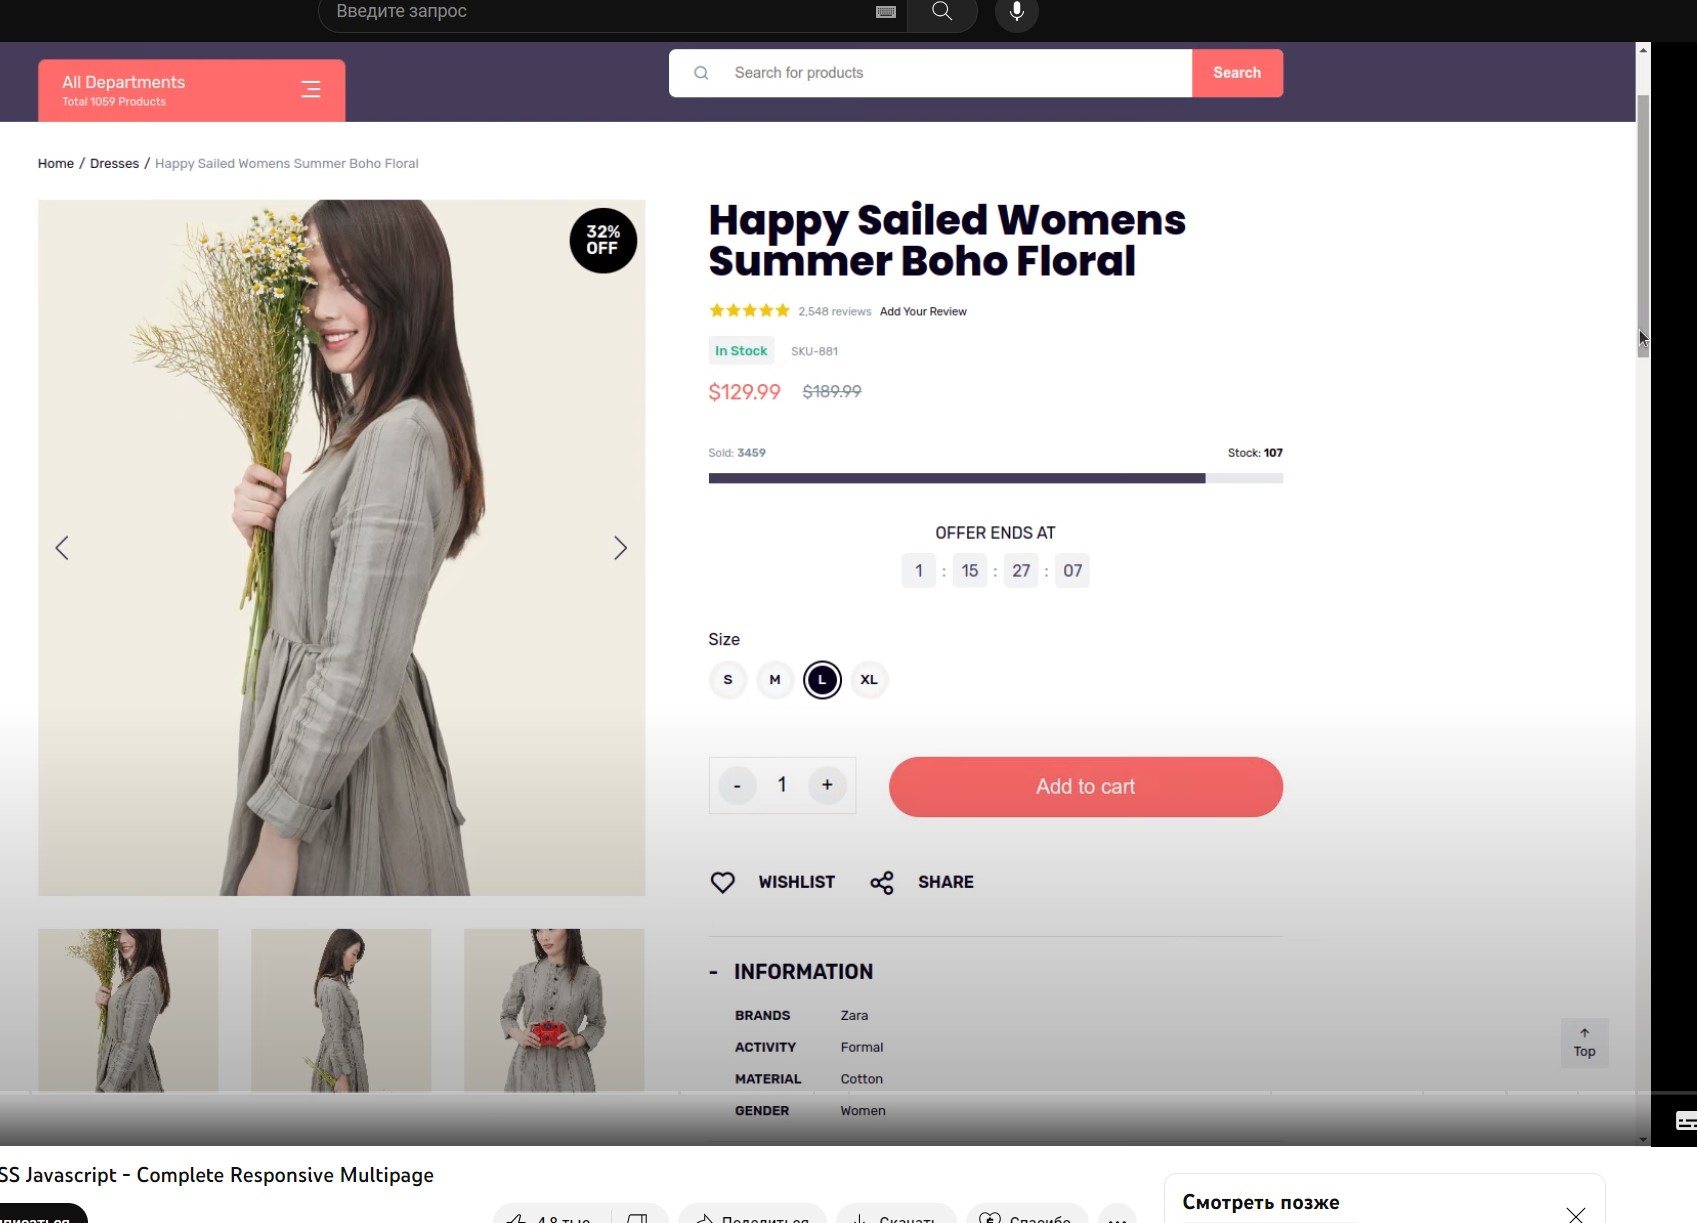 Введите запрос
All Departments
Total 1059 Products
Search for products
Search
Home / Dresses / Happy Sailed Womens Summer Boho Floral
32%
OFF
Happy Sailed Womens
Summer Boho Floral
2,548 reviews Add Your Review
In Stock SKU-881
$129.99 $189.99
Sold: 3459 Stock: 107
OFFER ENDS AT
1 : 15 : 27 : 07
Size
S M L XL
- 1 + Add to cart
WISHLIST SHARE
- INFORMATION
BRANDS Zara
ACTIVITY Formal
MATERIAL Cotton
GENDER Women
Top
SS Javascript - Complete Responsive Multipage
Смотреть позже
4,8 тыс. Поделиться Скачать Спасибо